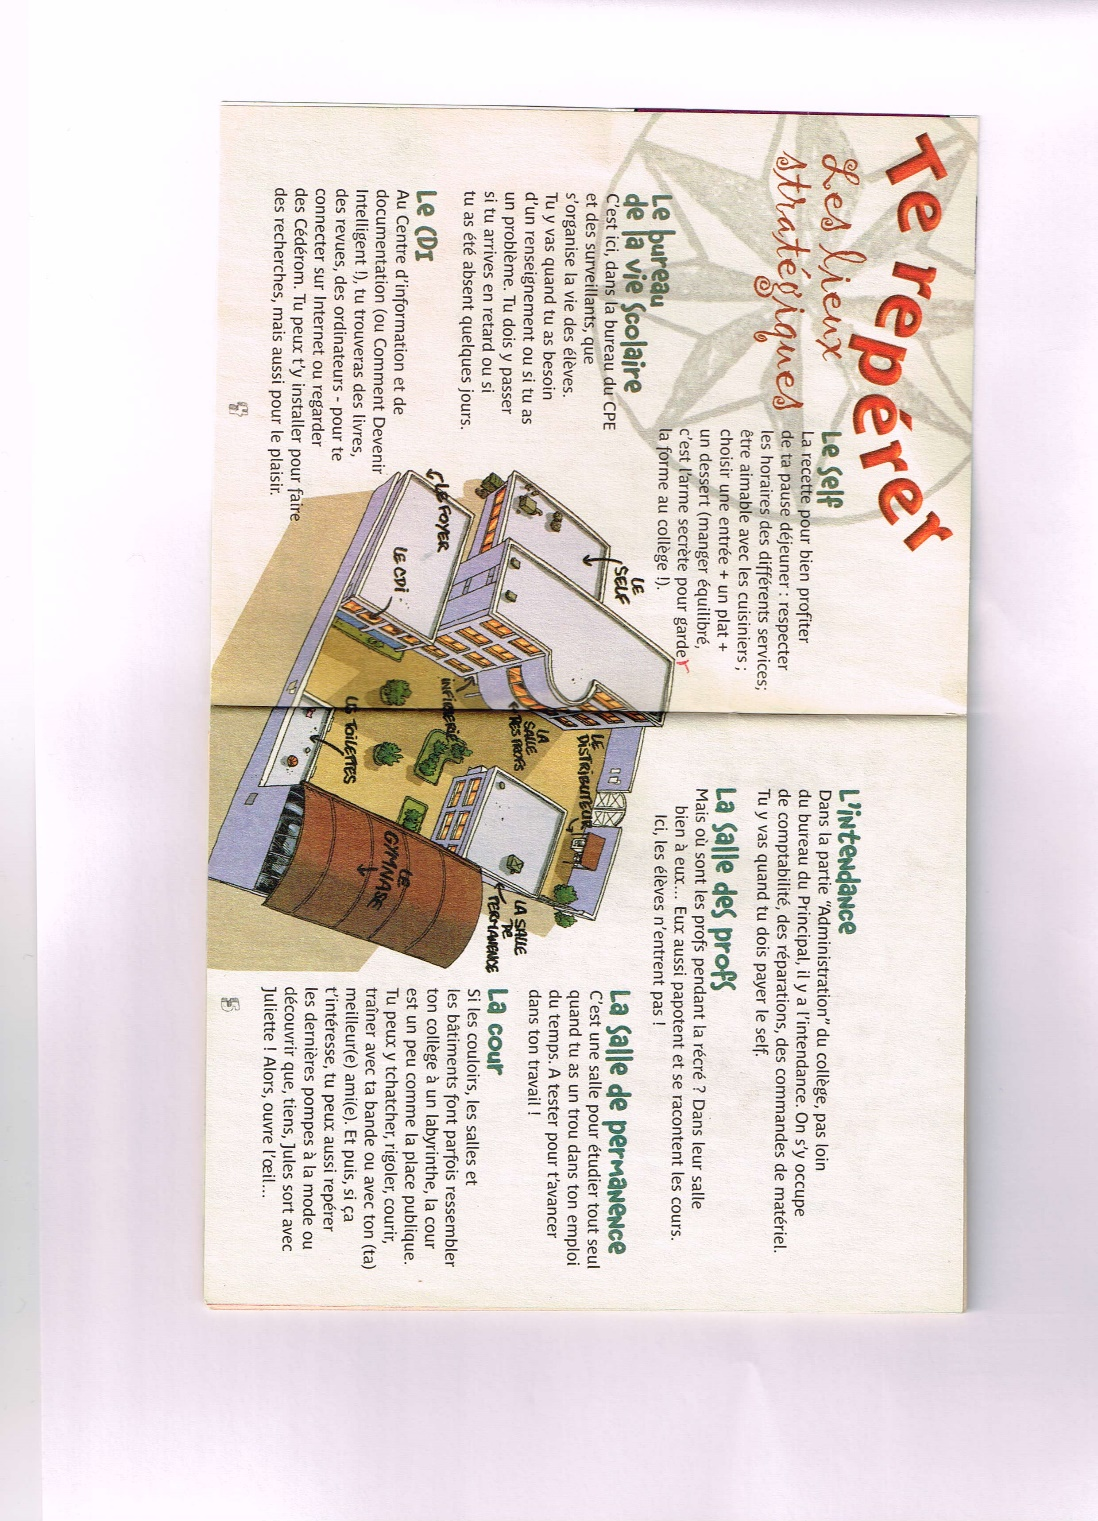 Te repérer
Les lieux
stratégiques
Le self
La recette pour bien profiter
de ta pause déjeuner : respecter
les horaires des différents services;
être aimable avec les cuisiniers ;
choisir une entrée + un plat +
un dessert (manger équilibré,
c'est l'arme secrète pour garder
la forme au collège !).
Le bureau
de la vie scolaire
C'est ici, dans la bureau du CPE
et des surveillants, que
s'organise la vie des élèves.
Tu y vas quand tu as besoin
d'un renseignement ou si tu as
un problème. Tu dois y passer
si tu arrives en retard ou si
tu as été absent quelques jours.
Le CDI
Au Centre d'information et de
documentation (ou Comment Devenir
Intelligent !), tu trouveras des livres,
des revues, des ordinateurs - pour te
connecter sur Internet ou regarder
des Cédérom. Tu peux t'y installer pour faire
des recherches, mais aussi pour le plaisir.
4
LE
SELF
LE FOYER
LE CDI
INFIRMERIE
LA
SALLE
DES PROFS
LE
DISTRIBUTEUR
LES TOILETTES
LE
GYMNASE
LA SALLE
DE
PERMANENCE
L'intendance
Dans la partie "Administration" du collège, pas loin
du bureau du Principal, il y a l'intendance. On s'y occupe
de comptabilité, des réparations, des commandes de matériel.
Tu y vas quand tu dois payer le self.
La salle des profs
Mais où sont les profs pendant la récré ? Dans leur salle
bien à eux... Eux aussi papotent et se racontent les cours.
Ici, les élèves n'entrent pas !
La salle de permanence
C'est une salle pour étudier tout seul
quand tu as un trou dans ton emploi
du temps. A tester pour t'avancer
dans ton travail !
La cour
Si les couloirs, les salles et
les bâtiments font parfois ressembler
ton collège à un labyrinthe, la cour
est un peu comme la place publique.
Tu peux y tchatcher, rigoler, courir,
traîner avec ta bande ou avec ton (ta)
meilleur(e) ami(e). Et puis, si ça
t'intéresse, tu peux aussi repérer
les dernières pompes à la mode ou
découvrir que, tiens, Jules sort avec
Juliette ! Alors, ouvre l'œil...
5